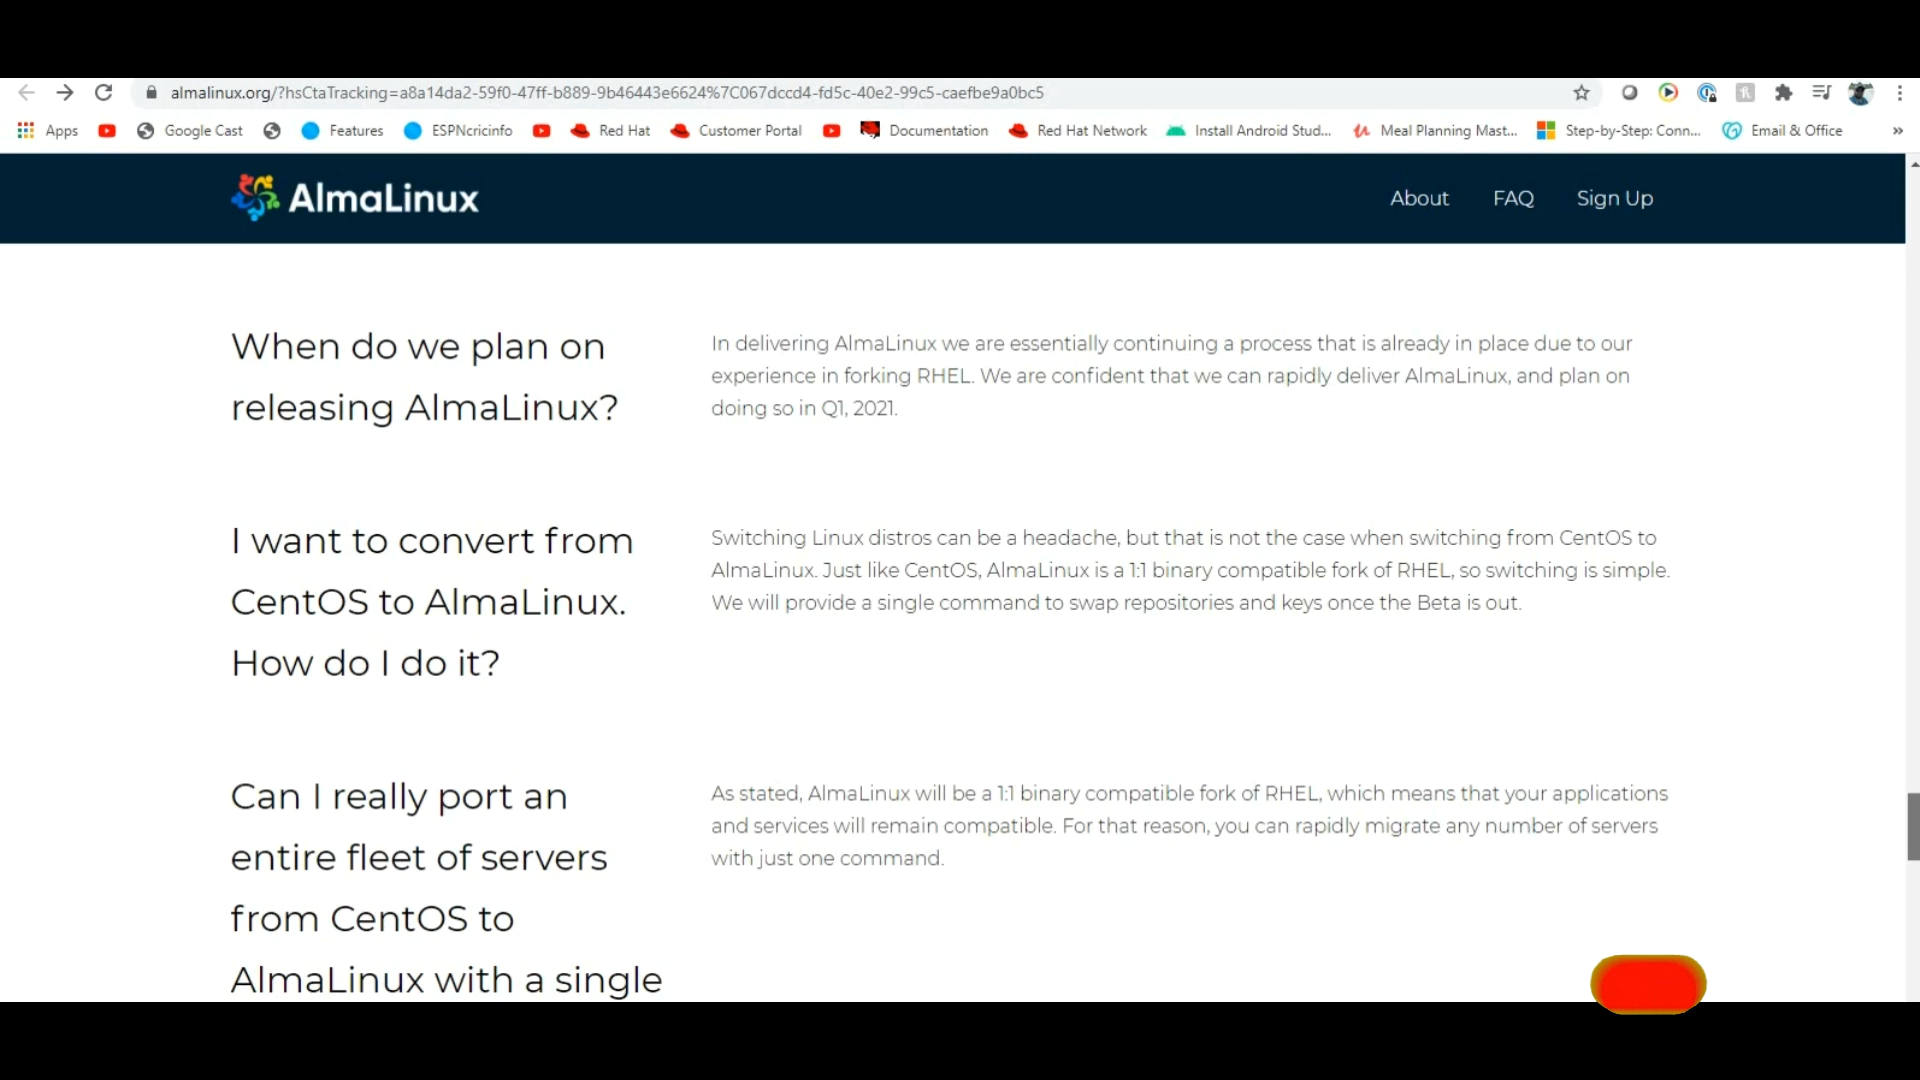 almalinux.org/?hsCtaTracking=a8a14da2-59f0-47ff-b889-9b46443e6624%7C067dccd4-fd5c-40e2-99c5-caefbe9a0bc5
Apps Google Cast Features ESPNcricinfo Red Hat Customer Portal Documentation Red Hat Network Install Android Stud... Meal Planning Mast... Step-by-Step: Conn... Email & Office »
AlmaLinux About FAQ Sign Up
When do we plan on
releasing AlmaLinux?
In delivering AlmaLinux we are essentially continuing a process that is already in place due to our
experience in forking RHEL. We are confident that we can rapidly deliver AlmaLinux, and plan on
doing so in Q1, 2021.
I want to convert from
CentOS to AlmaLinux.
How do I do it?
Switching Linux distros can be a headache, but that is not the case when switching from CentOS to
AlmaLinux. Just like CentOS, AlmaLinux is a 1:1 binary compatible fork of RHEL, so switching is simple.
We will provide a single command to swap repositories and keys once the Beta is out.
Can I really port an
entire fleet of servers
from CentOS to
AlmaLinux with a single
As stated, AlmaLinux will be a 1:1 binary compatible fork of RHEL, which means that your applications
and services will remain compatible. For that reason, you can rapidly migrate any number of servers
with just one command.